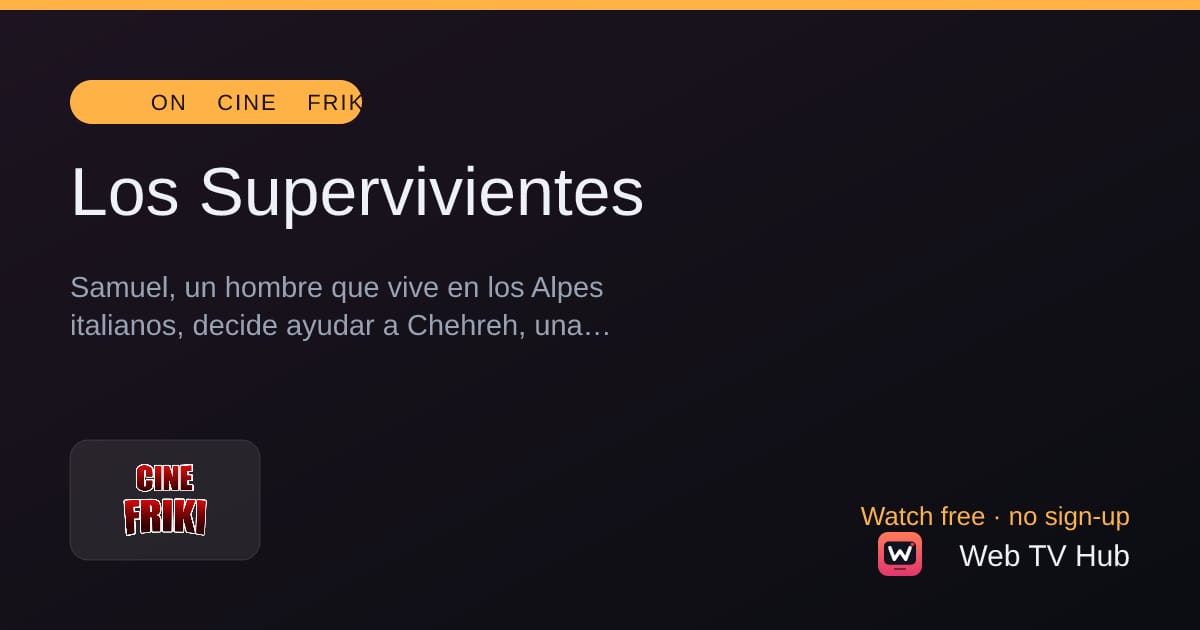 ON CINE FRIK
Los Supervivientes
Samuel, un hombre que vive en los Alpes
italianos, decide ayudar a Chehreh, una…
CINE
FRIKI
Watch free · no sign-up
W
Web TV Hub